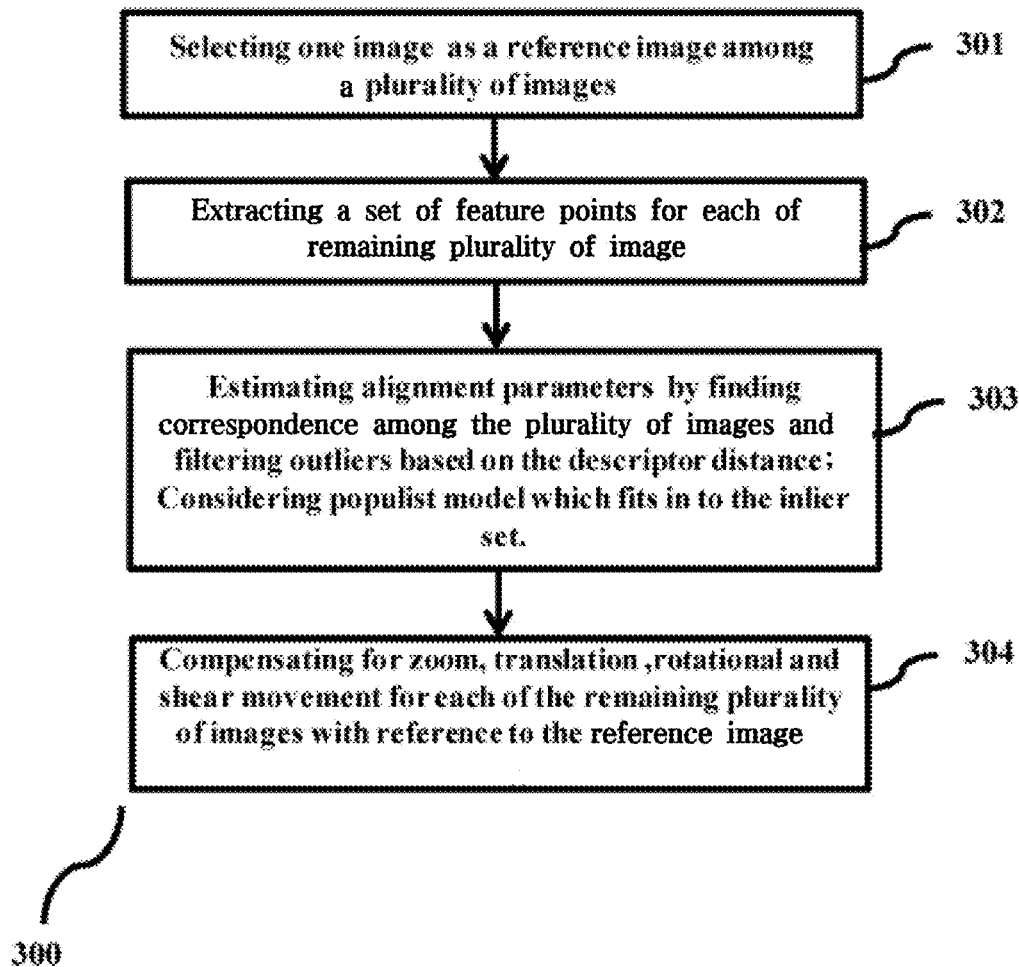 Selecting one image as a reference image among
a plurality of images
301
Extracting a set of feature points for each of
remaining plurality of image
302
Estimating alignment parameters by finding
correspondence among the plurality of images and
filtering outliers based on the descriptor distance;
Considering populist model which fits in to the inlier
set.
303
Compensating for zoom, translation ,rotational and
shear movement for each of the remaining plurality
of images with reference to the reference image
304
300